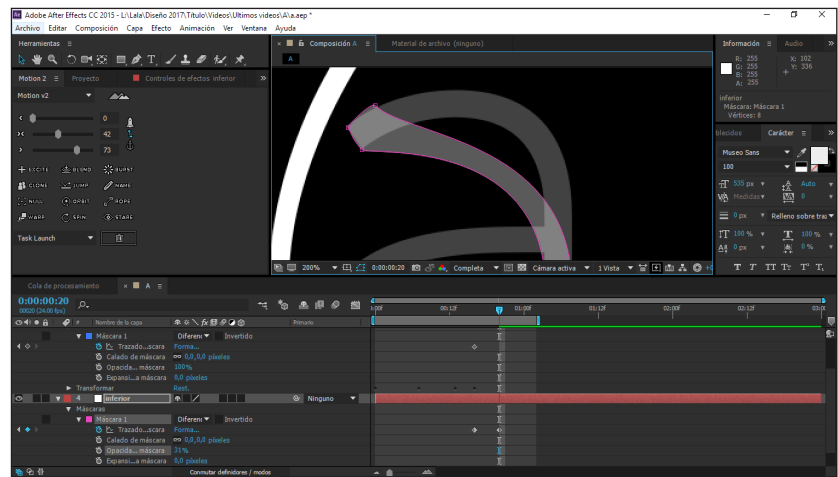 Adobe After Effects CC 2015 - L:\Lala\Diseño 2017\Titulo\Videos\Ultimos videos\A\a.aep *
Archivo Editar Composición Capa Efecto Animación Ver Ventana Ayuda
Herramientas
Composición A
Material de archivo (ninguno)
Información
Audio
A
R: 255
G: 255
B: 255
A: 255
X: 102
Y: 336
inferior
Máscara: Máscara 1
Vértices: 8
Motion 2
Proyecto
Controles de efectos inferior
Motion v2
0
42
73
EXCITE BLEND BURST
CLONE JUMP NAME
NULL ORBIT ROPE
WARP SPIN STARE
Task Launch
blecidos
Carácter
Museo Sans
100
535 px Auto
Medidas 0
0 px Relleno sobre traz
100 % 100 %
0 px 0 %
T T TT Tt T' T,
200% 0:00:00:20 Completa Cámara activa 1 Vista
Cola de procesamiento
A
0:00:00:20
00020 (24.00 fps)
# Nombre de la capa
Primario
00:12f 01:00f 01:12f 02:00f 02:12f
Máscara 1 Diferen Invertido
Trazado...scara Forma...
Calado de máscara 0,0,0,0 píxeles
Opacida... máscara 100%
Expansi...a máscara 0,0 píxeles
Transformar Rest.
4 inferior Ninguno
Máscaras
Máscara 1 Diferen Invertido
Trazado...scara Forma...
Calado de máscara 0,0,0,0 píxeles
Opacida... máscara 31%
Expansi...a máscara 0,0 píxeles
Conmutar definidores / modos